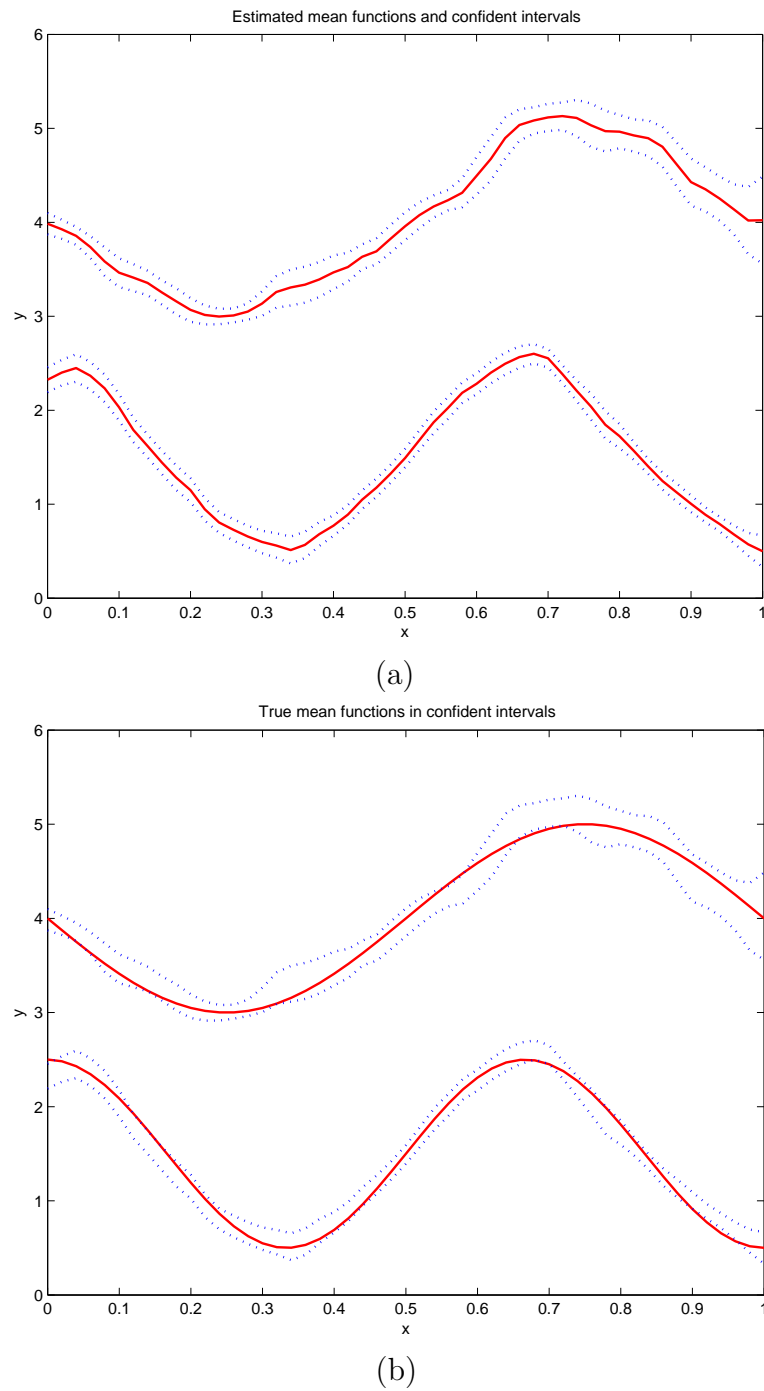 Estimated mean functions and confident intervals
6
5
4
3
2
1
0
y
0 0.1 0.2 0.3 0.4 0.5 0.6 0.7 0.8 0.9 1
x
(a)
True mean functions in confident intervals
6
5
4
3
2
1
0
y
0 0.1 0.2 0.3 0.4 0.5 0.6 0.7 0.8 0.9 1
x
(b)